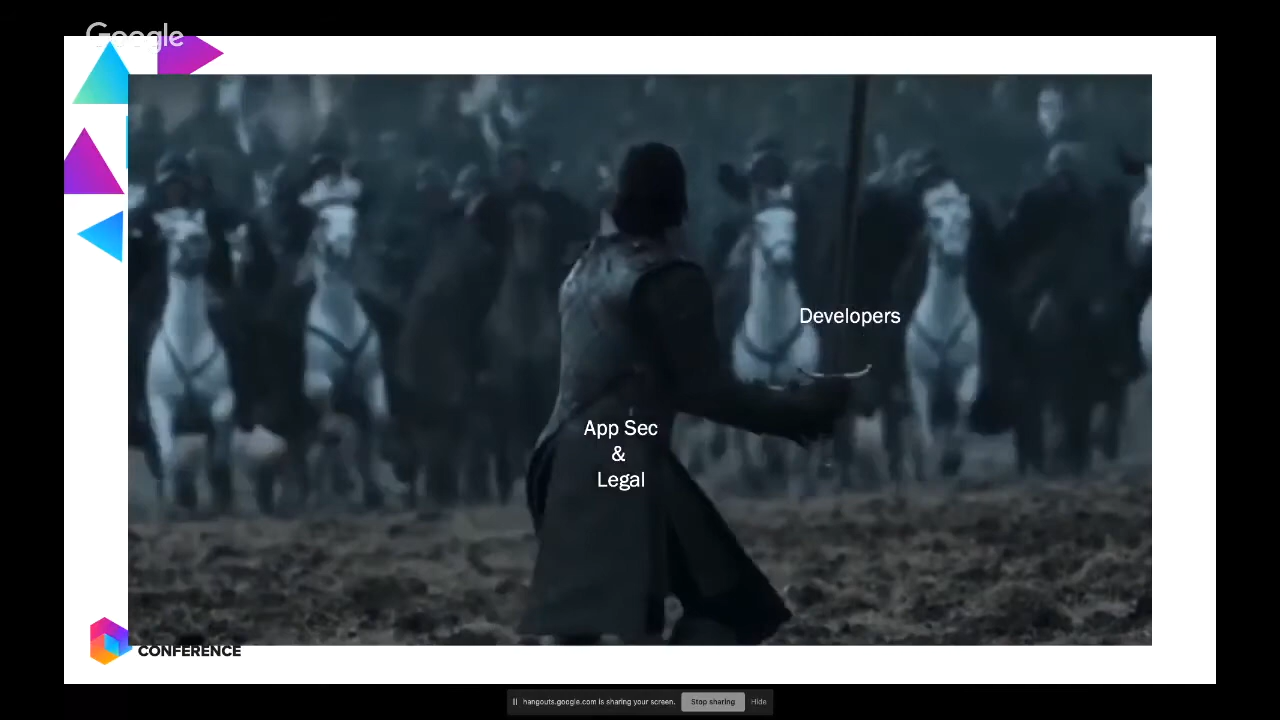 Google
Developers
App Sec
&
Legal
CONFERENCE
hangouts.google.com is sharing your screen.
Stop sharing
Hide